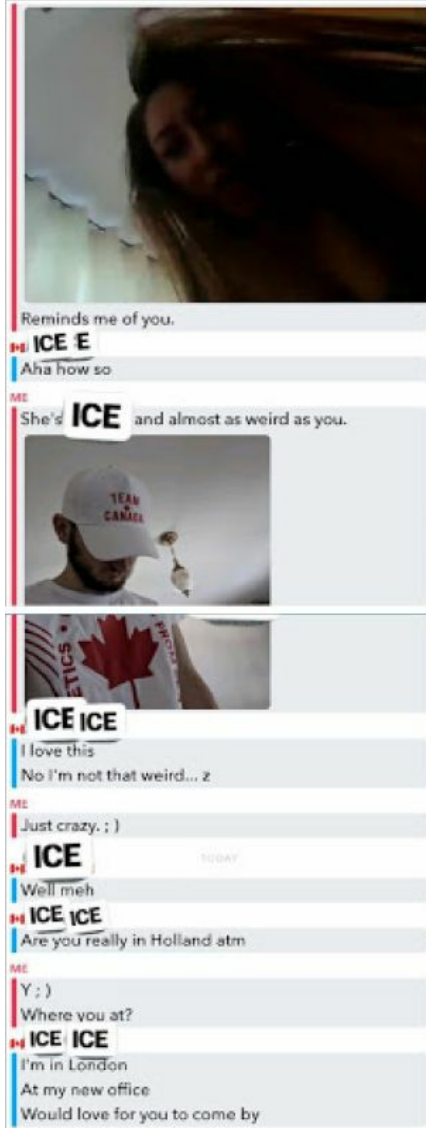 Reminds me of you.
ICE E
Aha how so
ME
She's ICE and almost as weird as you.
TEAM
CANADA
ETICS • FROM
ICE ICE
I love this
No I'm not that weird... z
ME
Just crazy. ; )
ICE
TODAY
Well meh
ICE ICE
Are you really in Holland atm
ME
Y ; )
Where you at?
ICE ICE
I'm in London
At my new office
Would love for you to come by